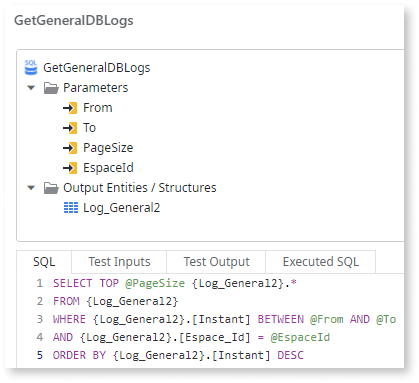 GetGeneralDBLogs
SQL GetGeneralDBLogs
Parameters
From
To
PageSize
EspaceId
Output Entities / Structures
Log_General2
SQL Test Inputs Test Output Executed SQL
1 SELECT TOP @PageSize {Log_General2}.*
2 FROM {Log_General2}
3 WHERE {Log_General2}.[Instant] BETWEEN @From AND @To
4 AND {Log_General2}.[Espace_Id] = @EspaceId
5 ORDER BY {Log_General2}.[Instant] DESC